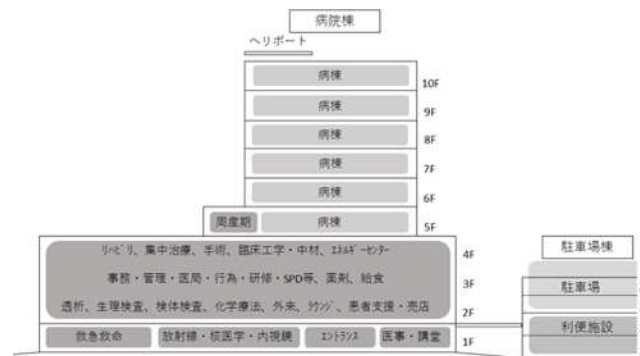 病院棟
ヘリポート
病棟
10F
病棟
9F
病棟
8F
病棟
7F
病棟
6F
周産期 病棟
5F
リハビリ、集中治療、手術、臨床工学・中材、エネルギーセンター
4F
事務・管理・医局・行為・研修・SPD等、薬剤、給食
3F
透析、生理検査、検体検査、化学療法、外来、ラウンジ、患者支援・売店
2F
救急救命 放射線・核医学・内視鏡 エントランス 医事・講堂
1F
駐車場棟
駐車場
利便施設